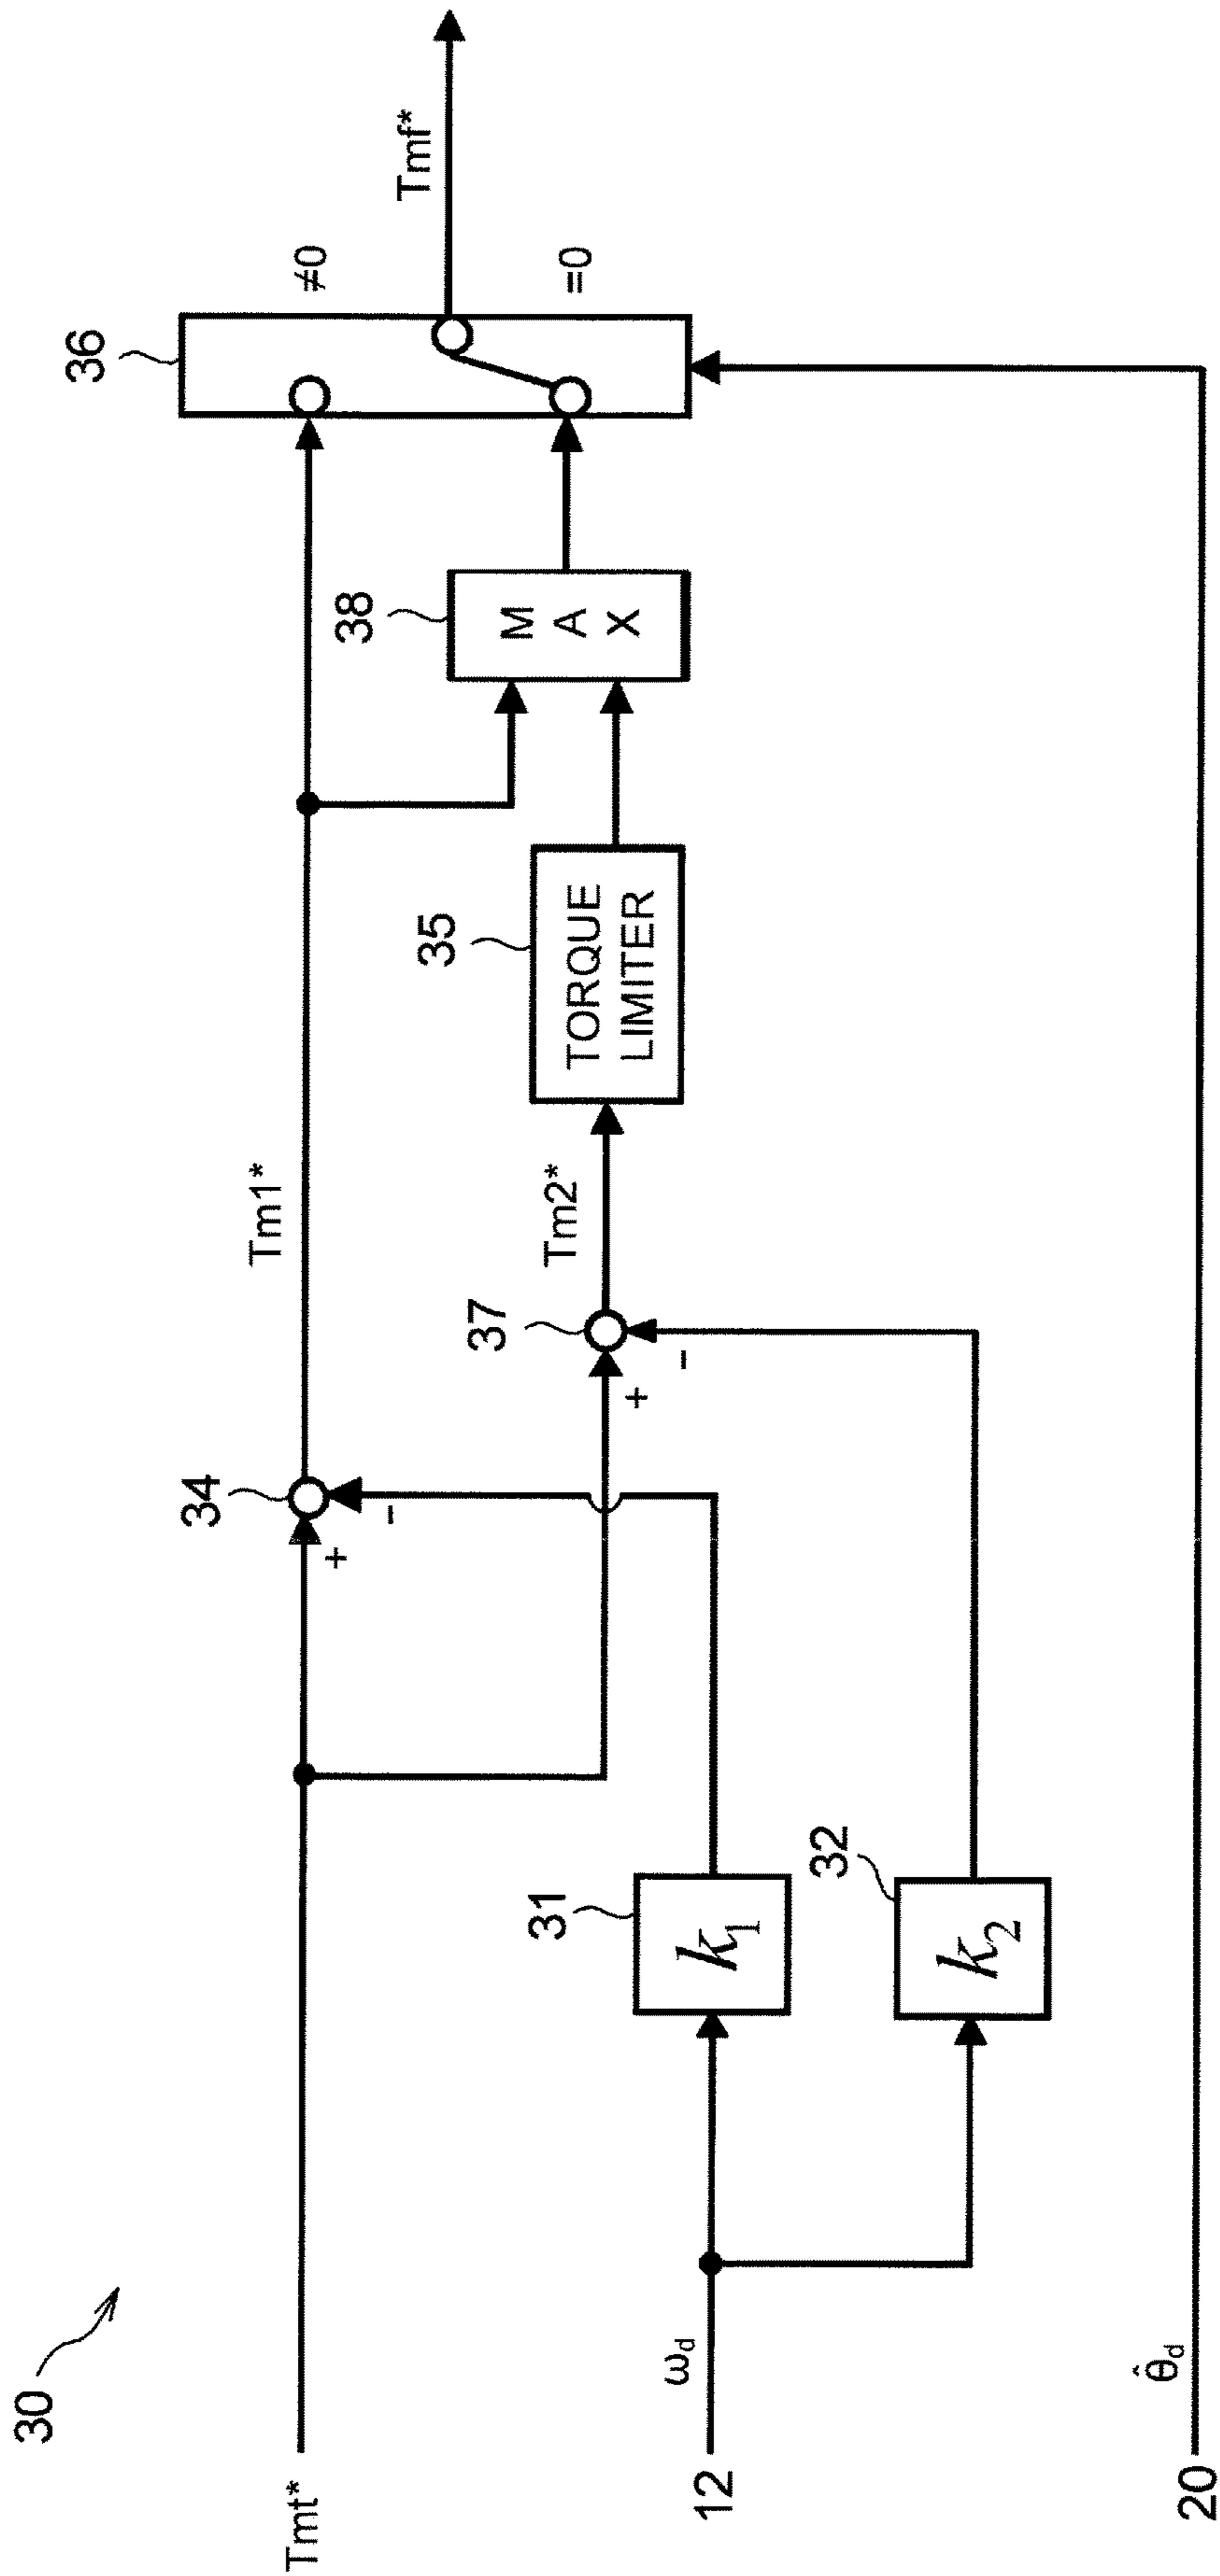 30
Tmt*
34
+
-
Tm1*
36
≠0
=0
Tmf*
37
+
-
Tm2*
35
TORQUE
LIMITER
38
M
A
X
12
ωd
31
k1
32
k2
20
θ̂d